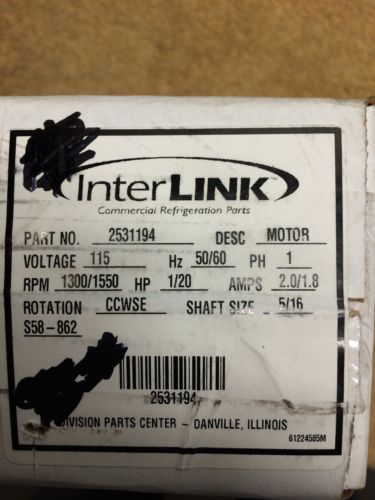 InterLINK™
Commercial Refrigeration Parts
PART NO. 2531194 DESC MOTOR
VOLTAGE 115 Hz 50/60 PH 1
RPM 1300/1550 HP 1/20 AMPS 2.0/1.8
ROTATION CCWSE SHAFT SIZE 5/16
S58-862
2531194
DIVISION PARTS CENTER - DANVILLE, ILLINOIS
61224585M